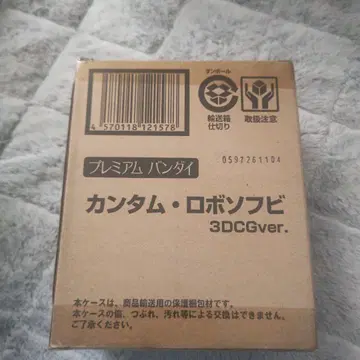 ダンボール
4 570118 121578
輸送箱
仕切り
取扱注意
プレミアム バンダイ
0597261104
カンタム・ロボソフビ
3DCGver.
本ケースは、商品輸送用の保護梱包材です。
本ケースの傷、つぶれ、汚れ等による交換はできません。
ご了承ください。